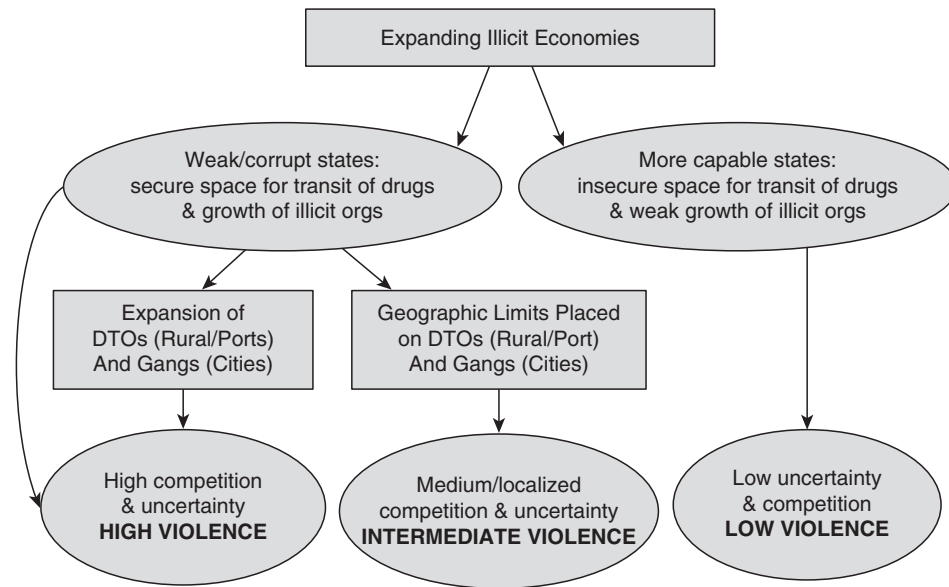 Expanding Illicit Economies
Weak/corrupt states:
secure space for transit of drugs
& growth of illicit orgs
More capable states:
insecure space for transit of drugs
& weak growth of illicit orgs
Expansion of
DTOs (Rural/Ports)
And Gangs (Cities)
Geographic Limits Placed
on DTOs (Rural/Port)
And Gangs (Cities)
High competition
& uncertainty
HIGH VIOLENCE
Medium/localized
competition & uncertainty
INTERMEDIATE VIOLENCE
Low uncertainty
& competition
LOW VIOLENCE